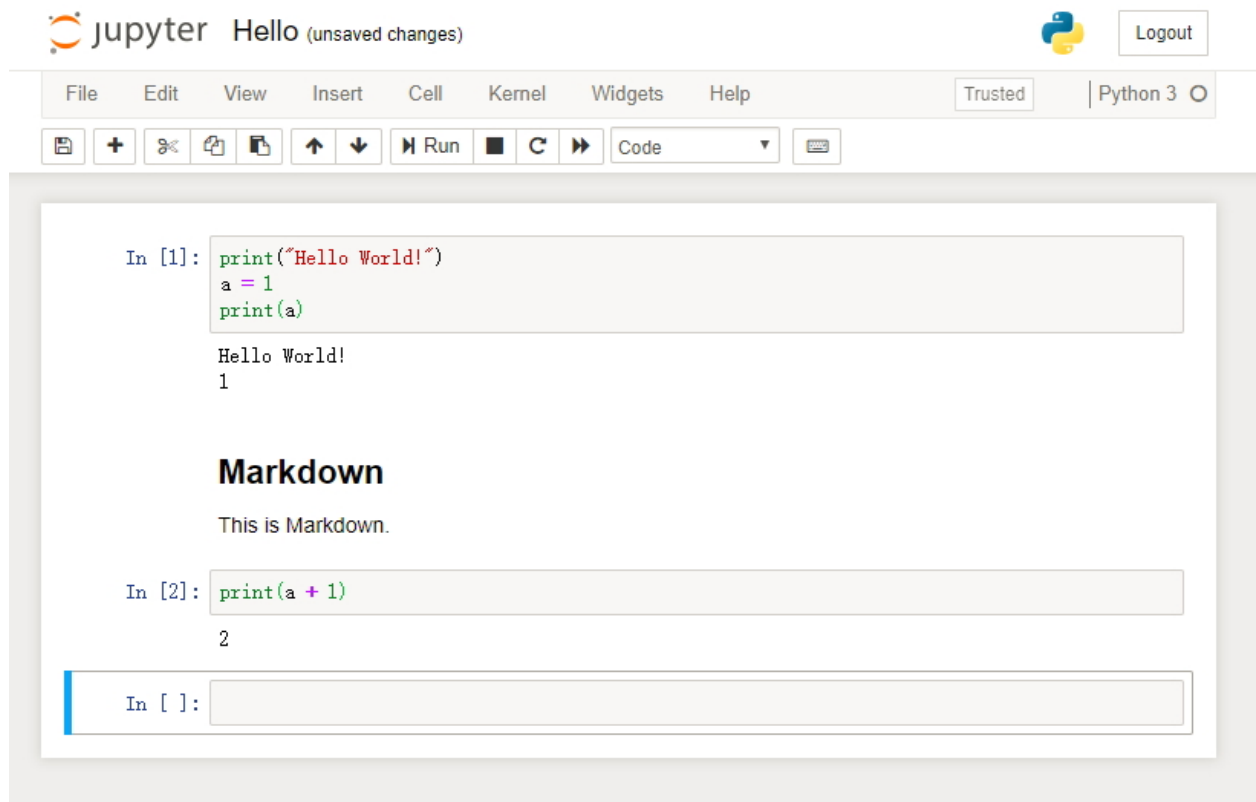 jupyter Hello (unsaved changes) Logout
File Edit View Insert Cell Kernel Widgets Help Trusted Python 3
Run Code
In [1]: print("Hello World!")
a = 1
print(a)
Hello World!
1
Markdown
This is Markdown.
In [2]: print(a + 1)
2
In [ ]: